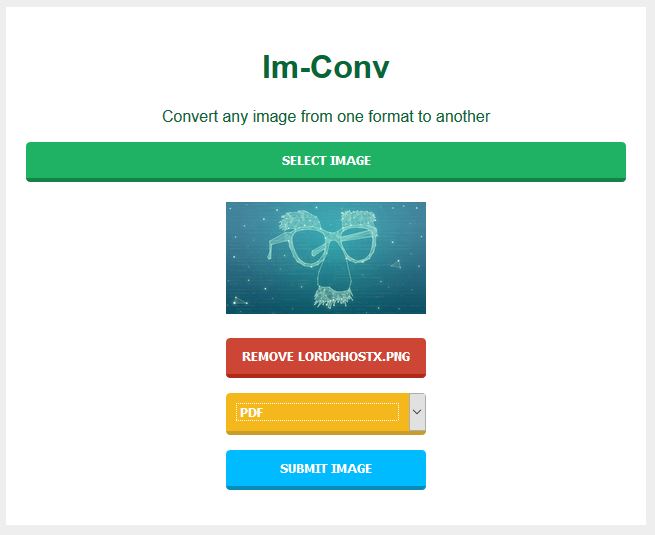 Im-Conv
Convert any image from one format to another
SELECT IMAGE
REMOVE LORDGHOSTX.PNG
PDF
SUBMIT IMAGE